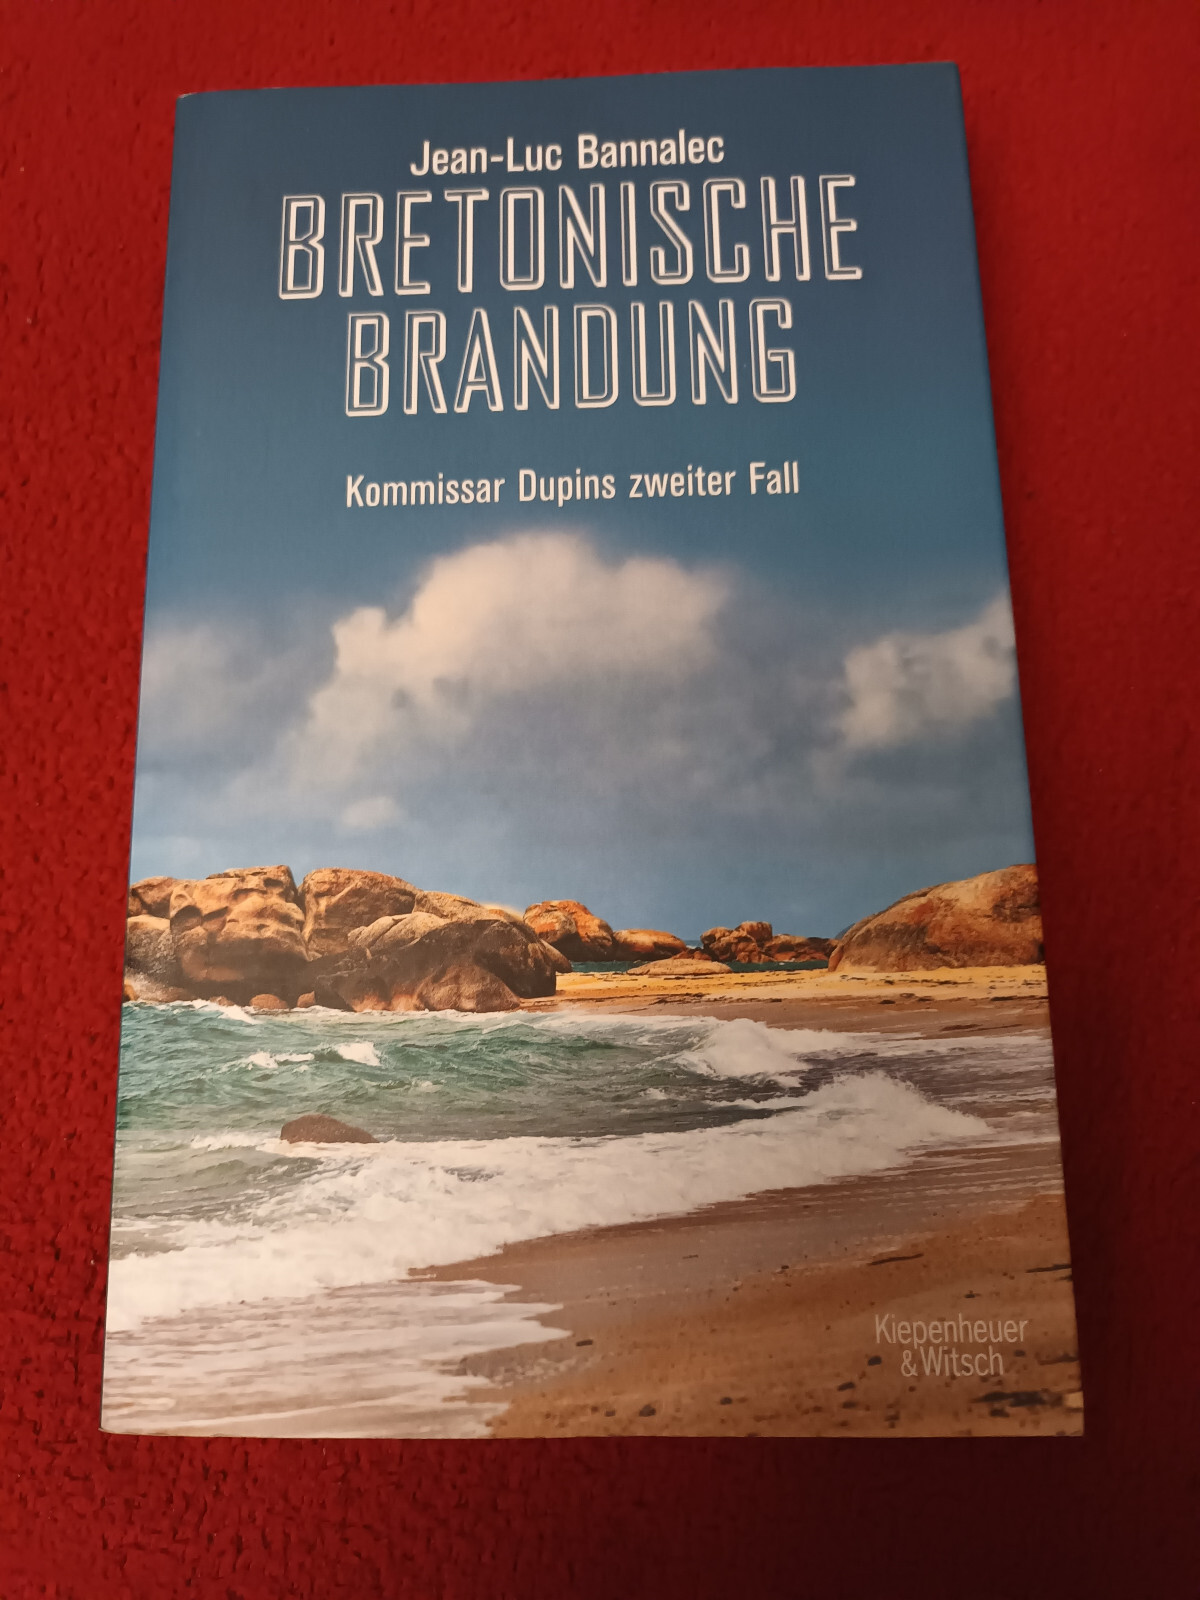 Jean-Luc Bannalec
BRETONISCHE
BRANDUNG
Kommissar Dupins zweiter Fall
Kiepenheuer
&Witsch